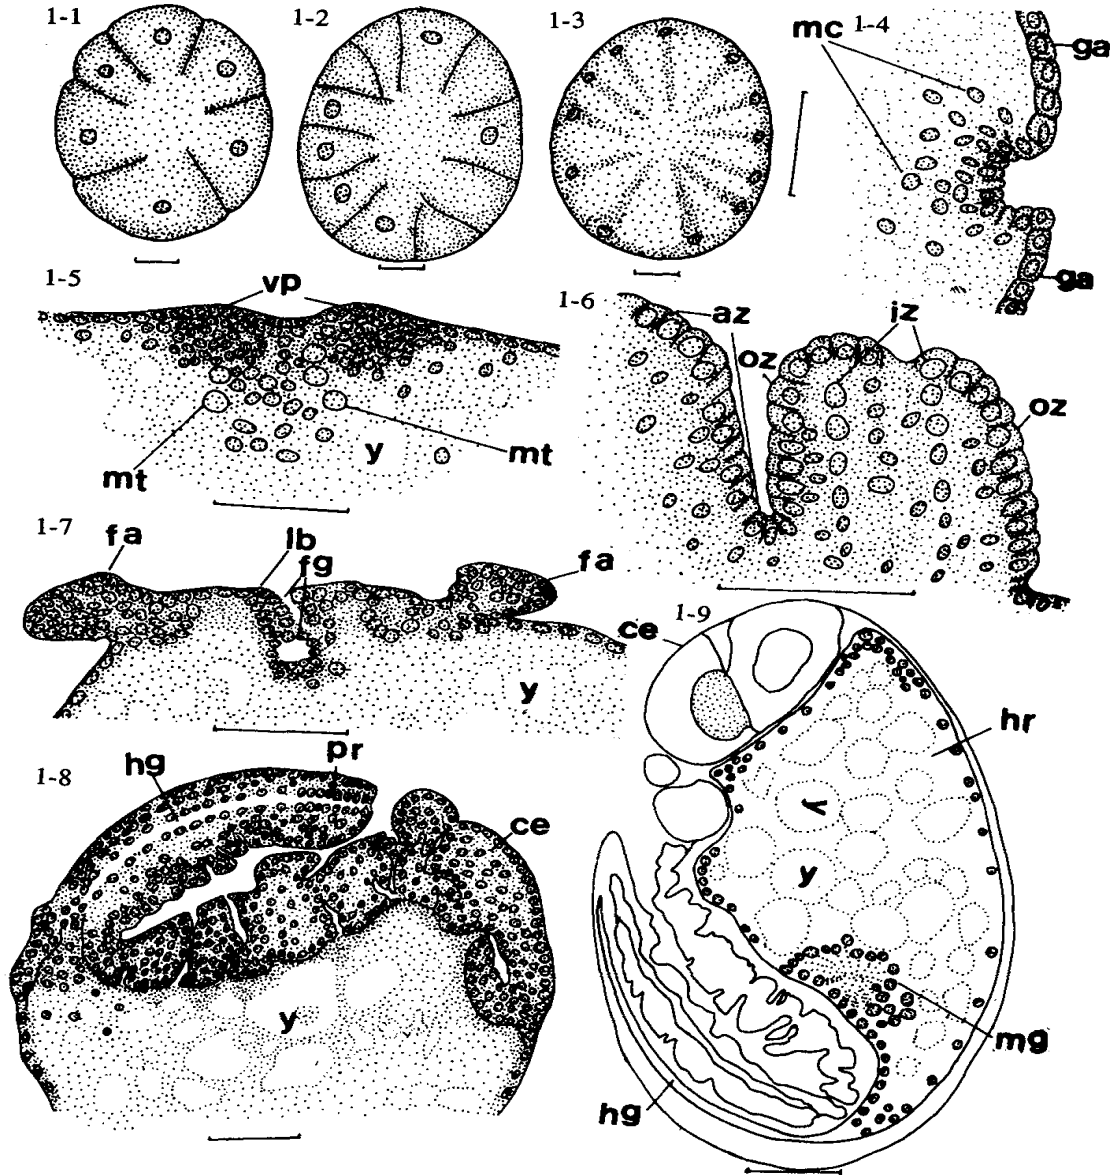 1-1
1-2
1-3
mc
1-4
ga
ga
1-5
vp
mt
mt
y
1-6
az
oz
iz
oz
1-7
fa
lb
fg
fa
y
1-8
hg
pr
ce
y
1-9
ce
hr
y
y
mg
hg